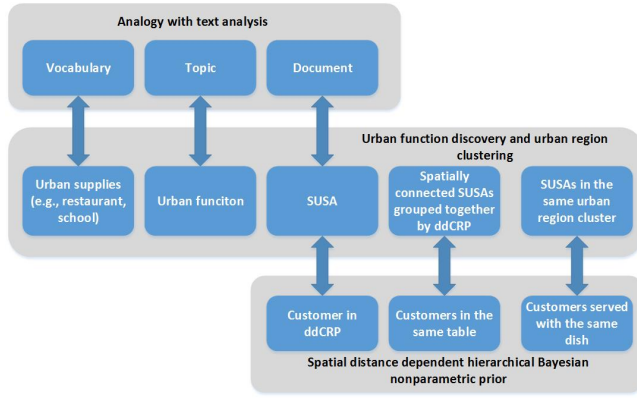 Analogy with text analysis
Vocabulary
Topic
Document
Urban function discovery and urban region
clustering
Urban supplies
(e.g., restaurant,
school)
Urban funciton
SUSA
Spatially
connected SUSAs
grouped together
by ddCRP
SUSAs in the
same urban
region cluster
Customer in
ddCRP
Customers in the
same table
Customers served
with the same
dish
Spatial distance dependent hierarchical Bayesian
nonparametric prior